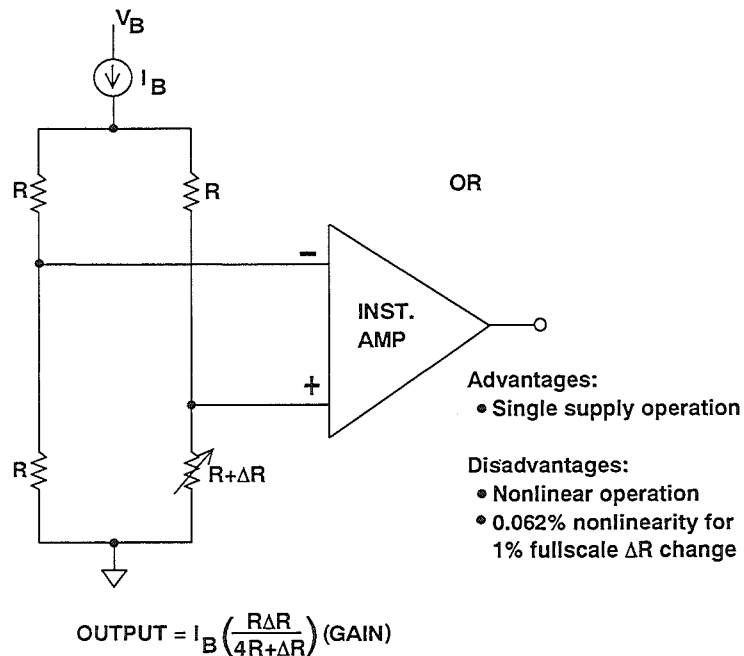 V_B
I_B
R
R
OR
−
INST.
AMP
+
R
R+ΔR
Advantages:
• Single supply operation
Disadvantages:
• Nonlinear operation
• 0.062% nonlinearity for
1% fullscale ΔR change
OUTPUT = I_B (RΔR / 4R+ΔR) (GAIN)